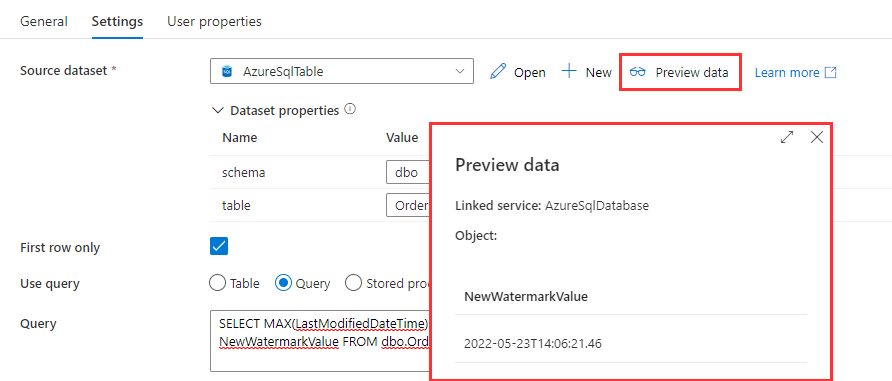 General Settings User properties
Source dataset * AzureSqlTable Open New Preview data Learn more
Dataset properties
Name Value
schema dbo
table Order
First row only
Use query Table Query Stored pro
Query SELECT MAX(LastModifiedDateTime)
NewWatermarkValue FROM dbo.Ord
Preview data
Linked service: AzureSqlDatabase
Object:
NewWatermarkValue
2022-05-23T14:06:21.46